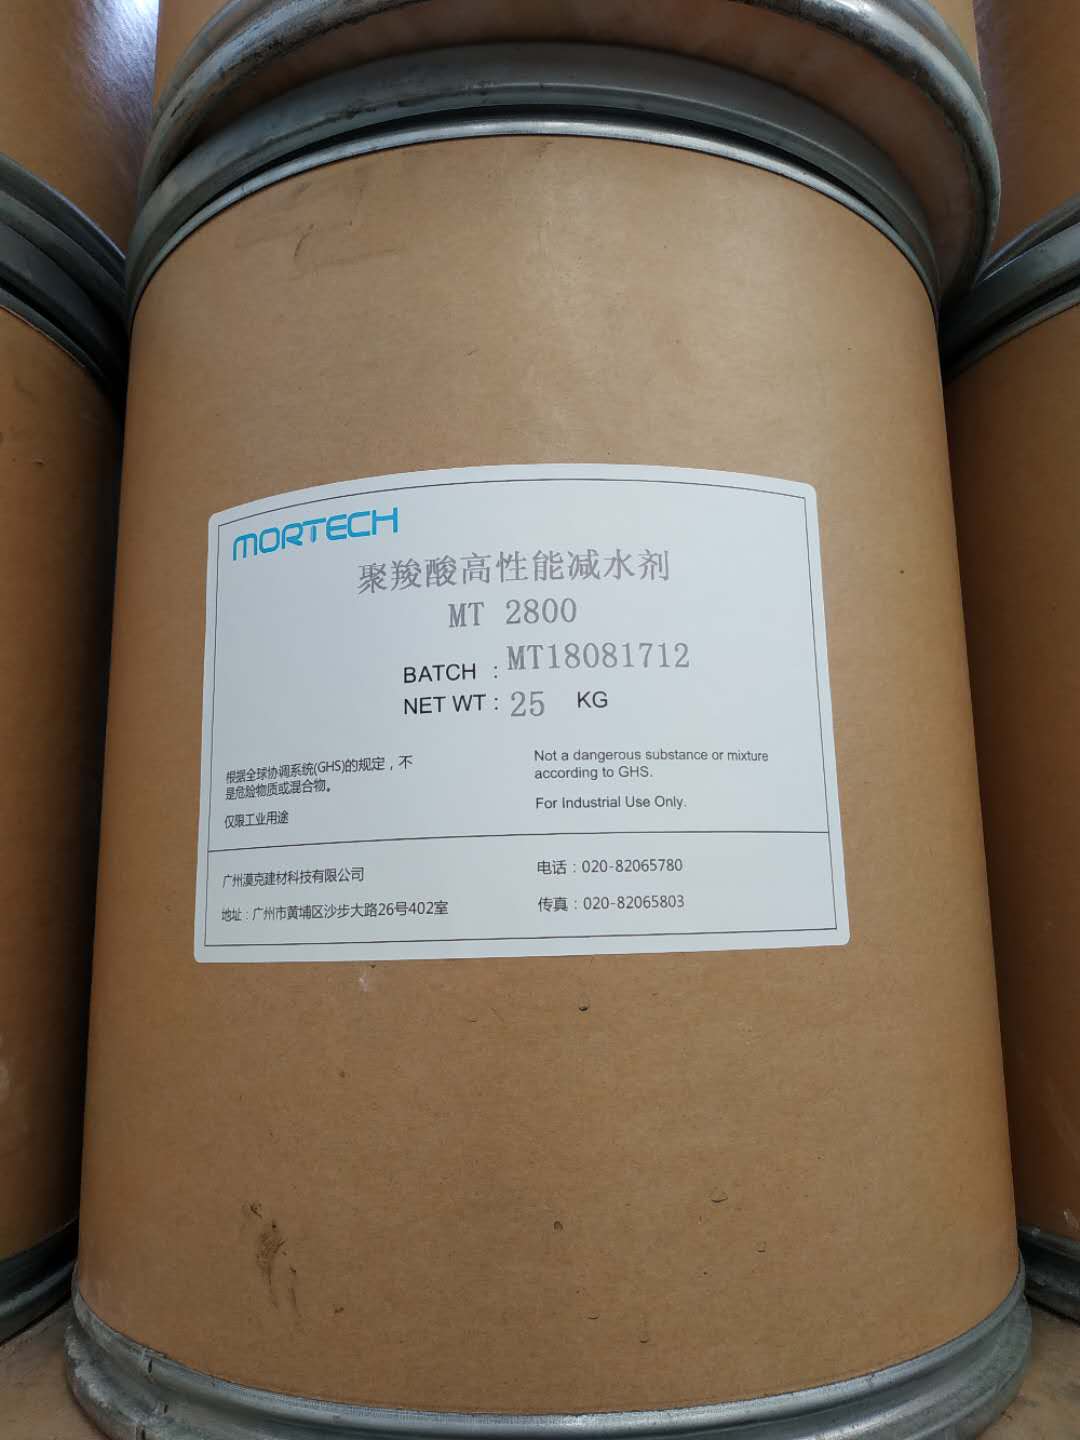 MORTECH
聚羧酸高性能减水剂
MT 2800
BATCH : MT18081712
NET WT : 25 KG
根据全球协调系统(GHS)的规定，不
是危险物质或混合物。
仅限工业用途
Not a dangerous substance or mixture
according to GHS.
For Industrial Use Only.
广州漠克建材科技有限公司
地址：广州市黄埔区沙步大路26号402室
电话：020-82065780
传真：020-82065803